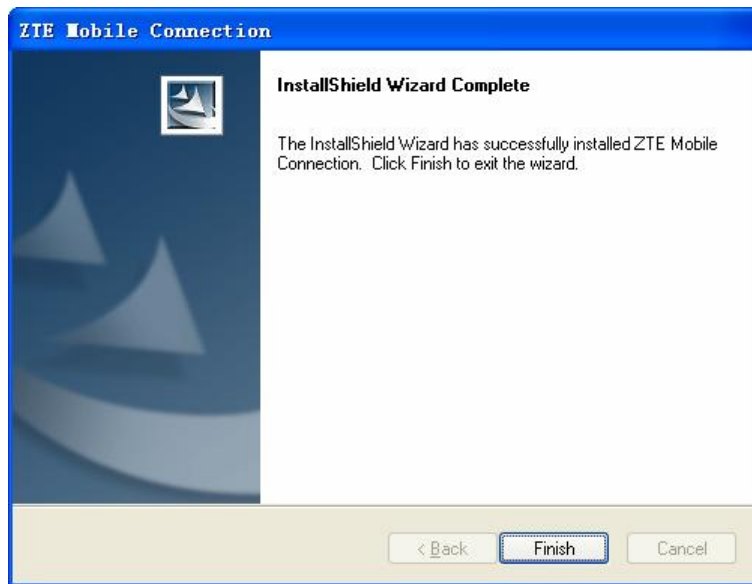 ZTE Mobile Connection
InstallShield Wizard Complete
The InstallShield Wizard has successfully installed ZTE Mobile
Connection. Click Finish to exit the wizard.
< Back
Finish
Cancel